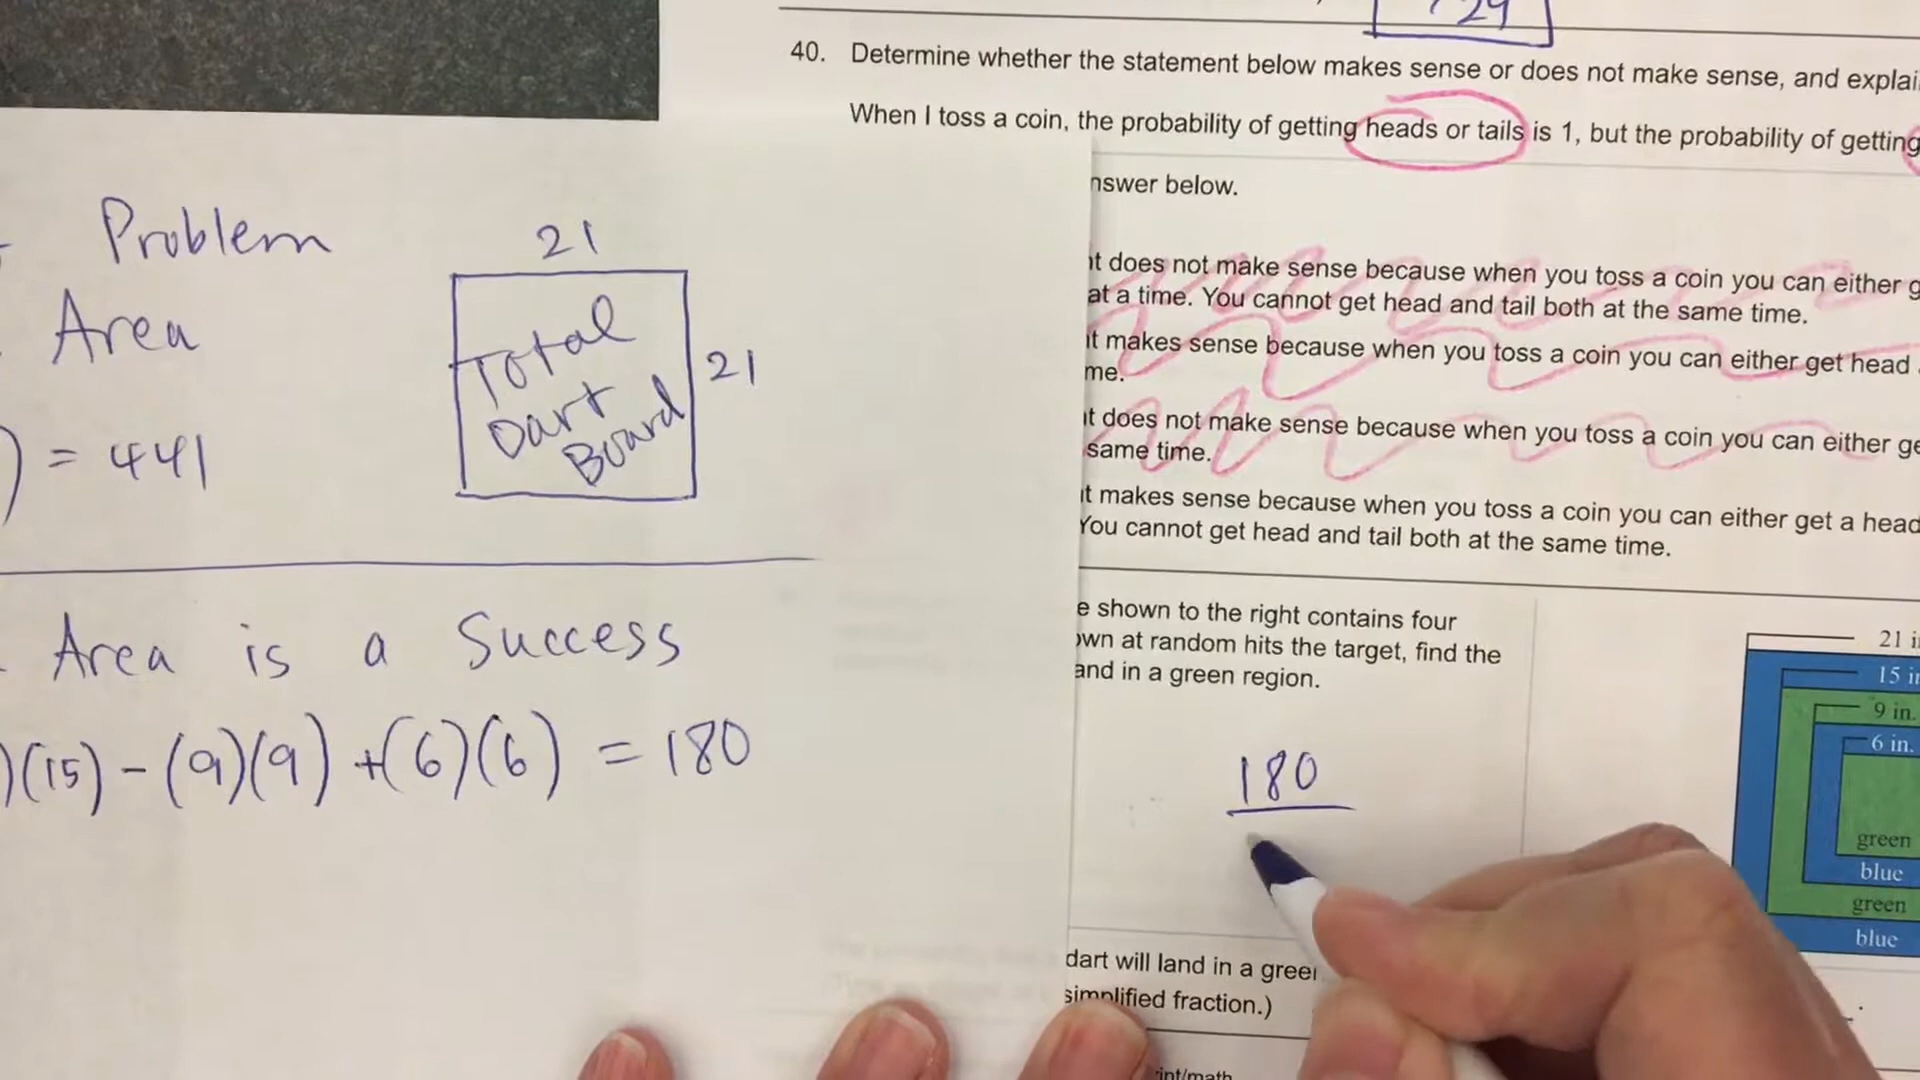 Problem
Area
) = 441
21
21
Total
Dart
Board
Area is a Success
)(15) - (9)(9) + (6)(6) = 180
29
40. Determine whether the statement below makes sense or does not make sense, and explai
When I toss a coin, the probability of getting heads or tails is 1, but the probability of getting
nswer below.
it does not make sense because when you toss a coin you can either g
at a time. You cannot get head and tail both at the same time.
it makes sense because when you toss a coin you can either get head
me.
it does not make sense because when you toss a coin you can either ge
same time.
it makes sense because when you toss a coin you can either get a head
You cannot get head and tail both at the same time.
e shown to the right contains four
own at random hits the target, find the
and in a green region.
180
21 i
15 in
9 in.
6 in.
green
blue
green
blue
dart will land in a green
simplified fraction.)
int/math